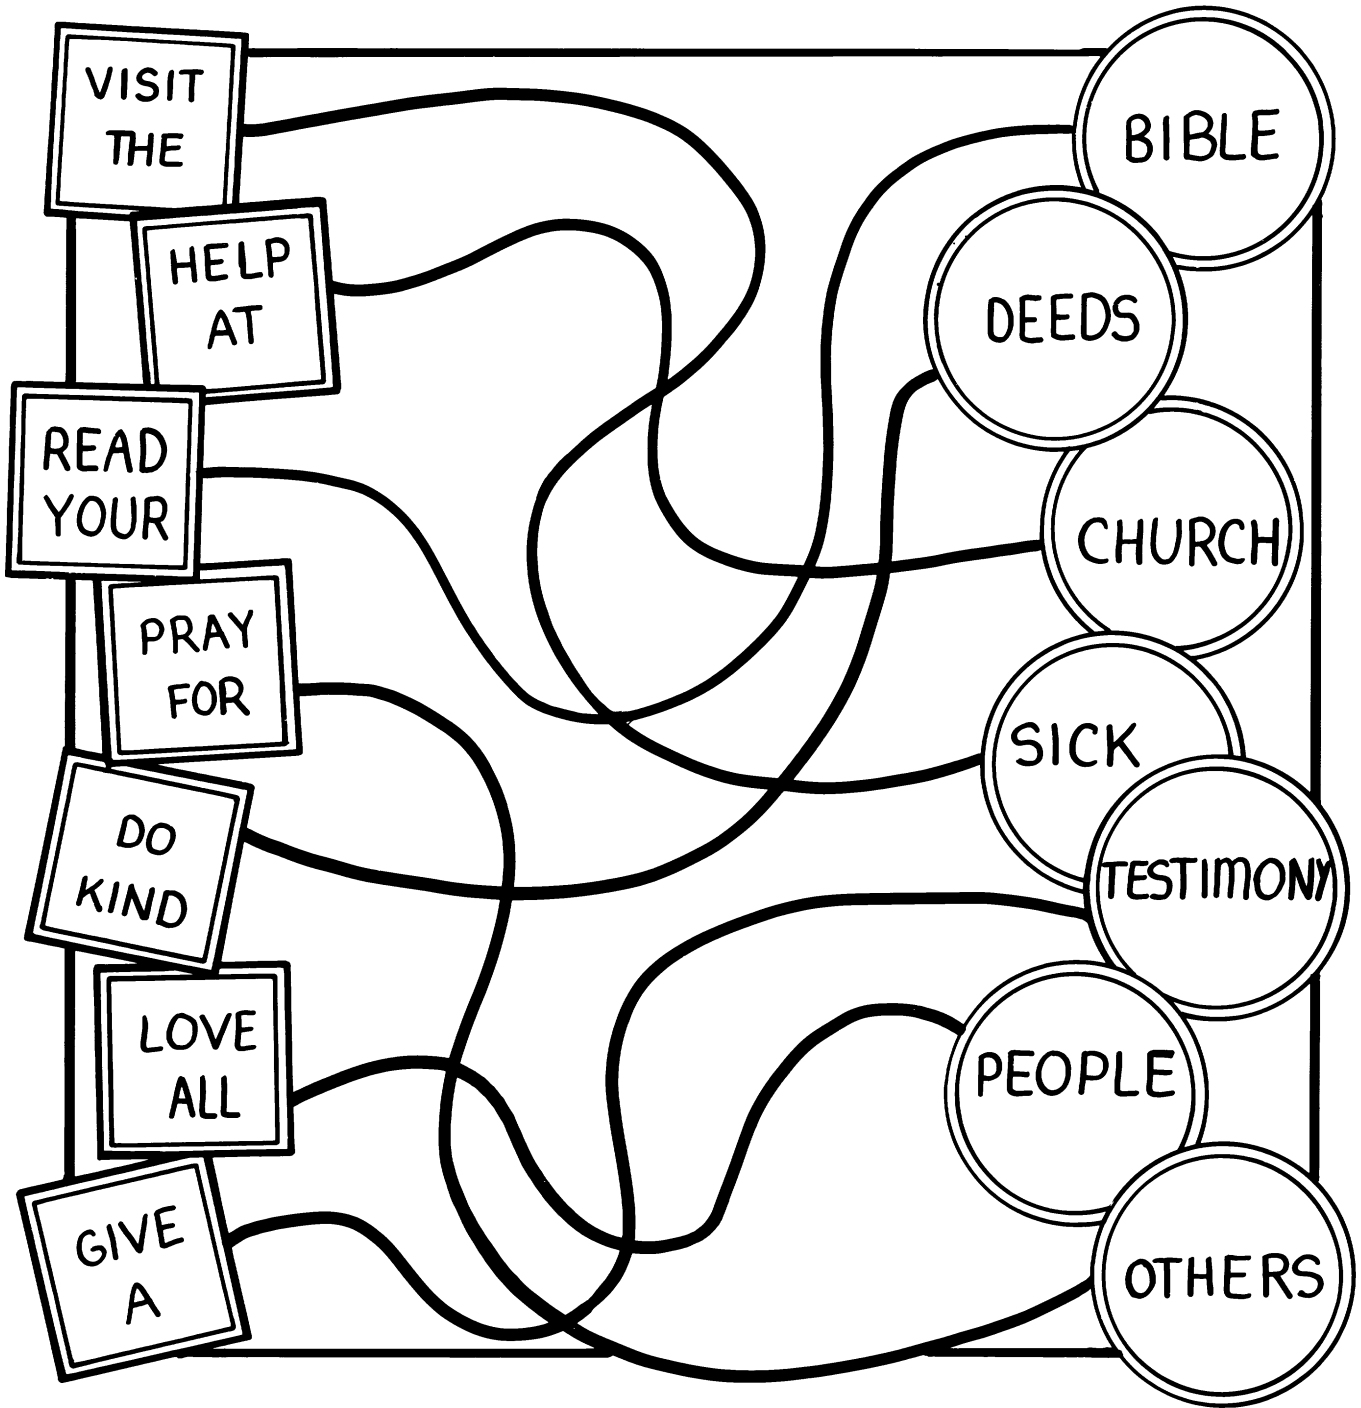 VISIT
THE
HELP
AT
READ
YOUR
PRAY
FOR
DO
KIND
LOVE
ALL
GIVE
A
BIBLE
DEEDS
CHURCH
SICK
TESTIMONY
PEOPLE
OTHERS